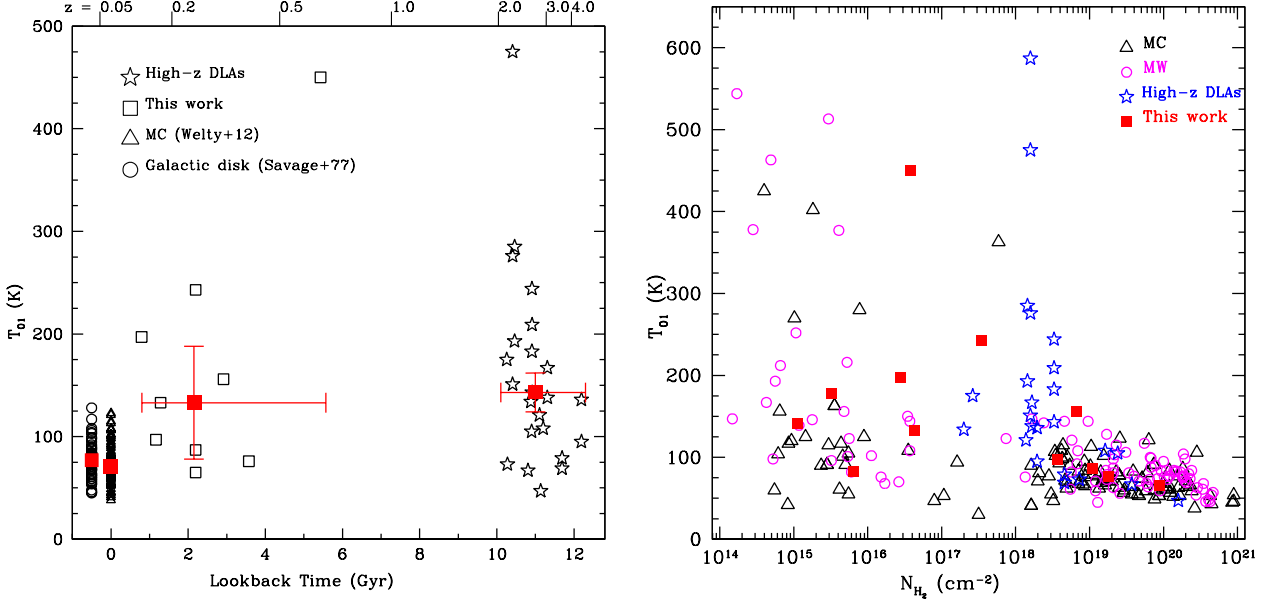 z = 0.05 0.2 0.5 1.0 2.0 3.0 4.0
500
400
300
200
100
0
T01 (K)
High-z DLAs
This work
MC (Welty+12)
Galactic disk (Savage+77)
0 2 4 6 8 10 12
Lookback Time (Gyr)
600
500
400
300
200
100
0
T01 (K)
MC
MW
High-z DLAs
This work
10^14 10^15 10^16 10^17 10^18 10^19 10^20 10^21
N_H2 (cm^-2)